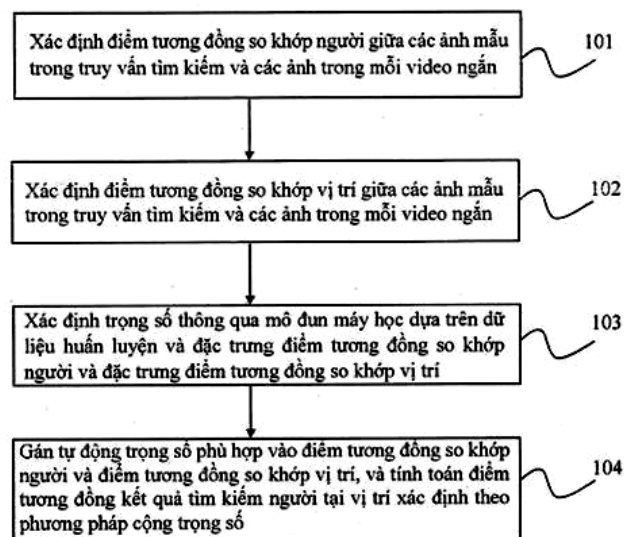 Xác định điểm tương đồng so khớp người giữa các ảnh mẫu
trong truy vấn tìm kiếm và các ảnh trong mỗi video ngắn
101
Xác định điểm tương đồng so khớp vị trí giữa các ảnh mẫu
trong truy vấn tìm kiếm và các ảnh trong mỗi video ngắn
102
Xác định trọng số thông qua mô đun máy học dựa trên dữ
liệu huấn luyện và đặc trưng điểm tương đồng so khớp
người và đặc trưng điểm tương đồng so khớp vị trí
103
Gán tự động trọng số phù hợp vào điểm tương đồng so khớp
người và điểm tương đồng so khớp vị trí, và tính toán điểm
tương đồng kết quả tìm kiếm người tại vị trí xác định theo
phương pháp cộng trọng số
104